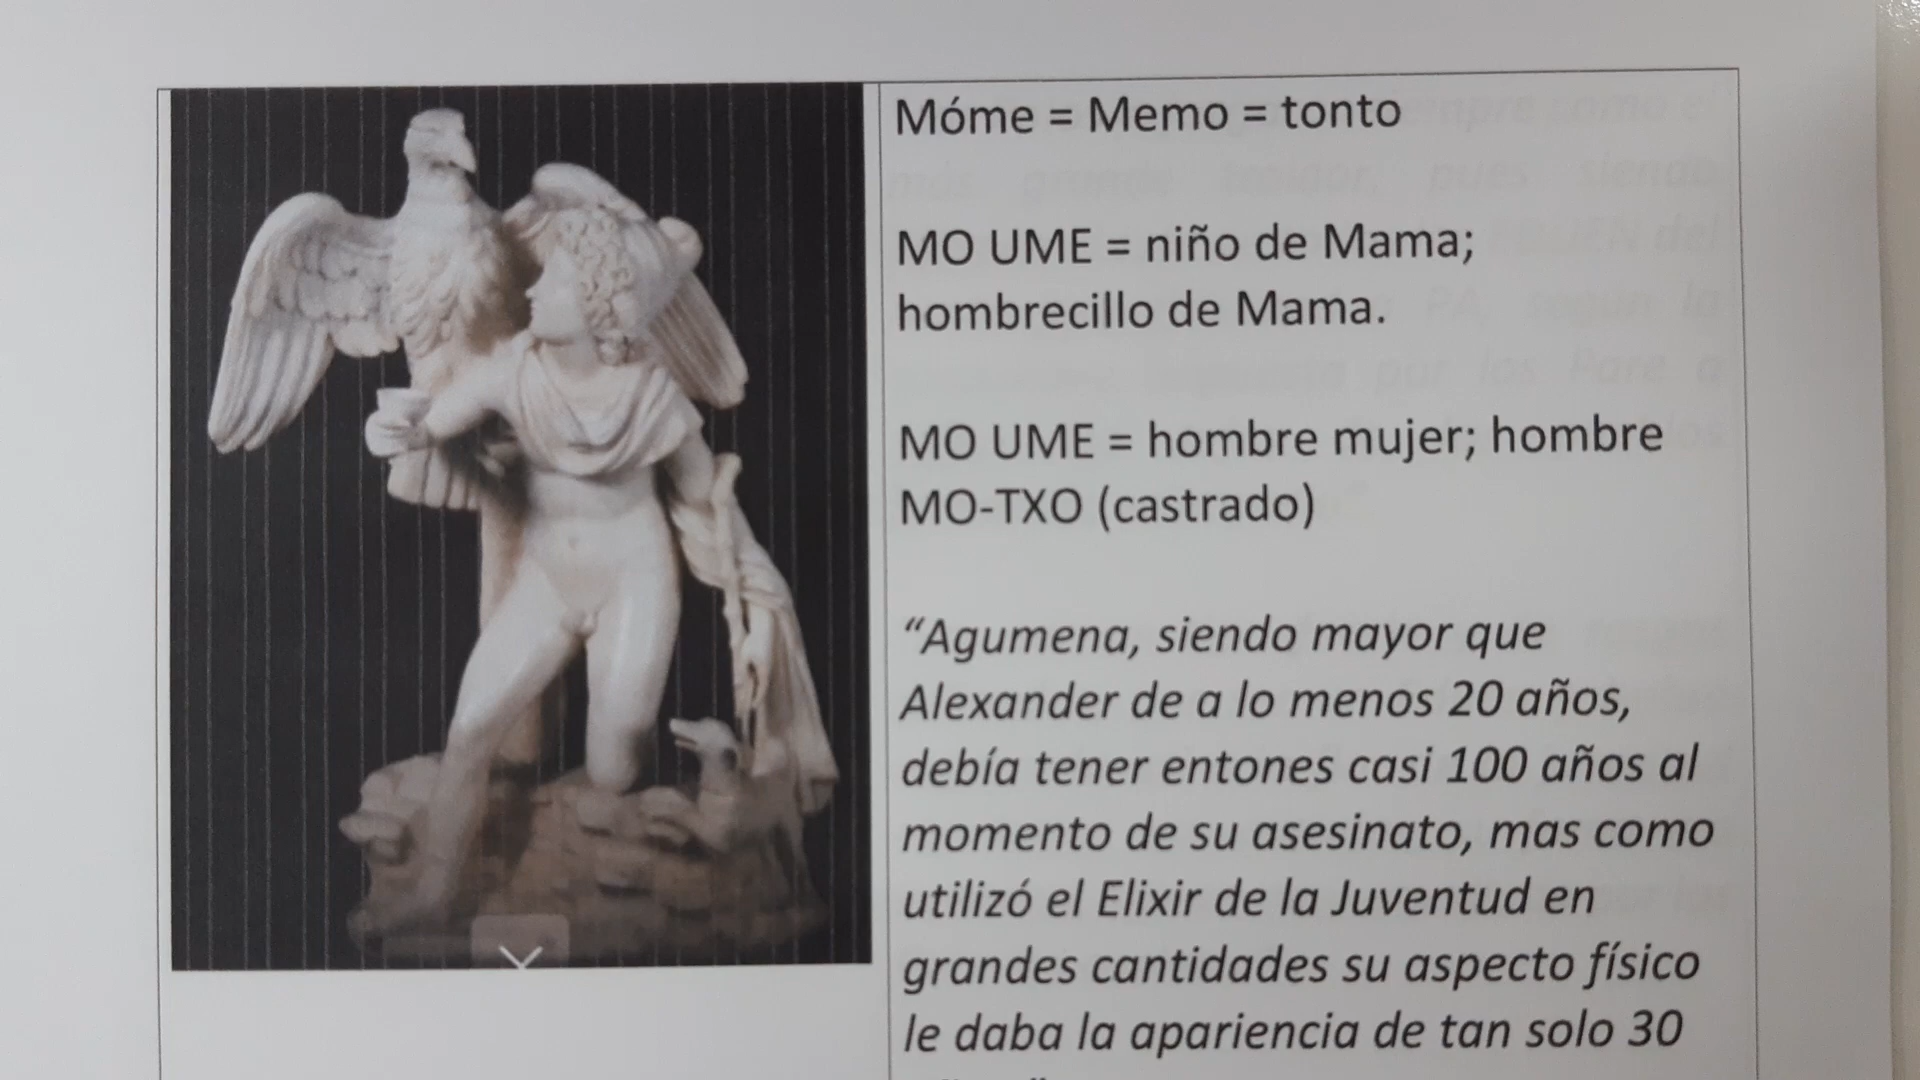 Móme = Memo = tonto
MO UME = niño de Mama;
hombrecillo de Mama.
MO UME = hombre mujer; hombre
MO-TXO (castrado)
“Agumena, siendo mayor que
Alexander de a lo menos 20 años,
debía tener entones casi 100 años al
momento de su asesinato, mas como
utilizó el Elixir de la Juventud en
grandes cantidades su aspecto físico
le daba la apariencia de tan solo 30